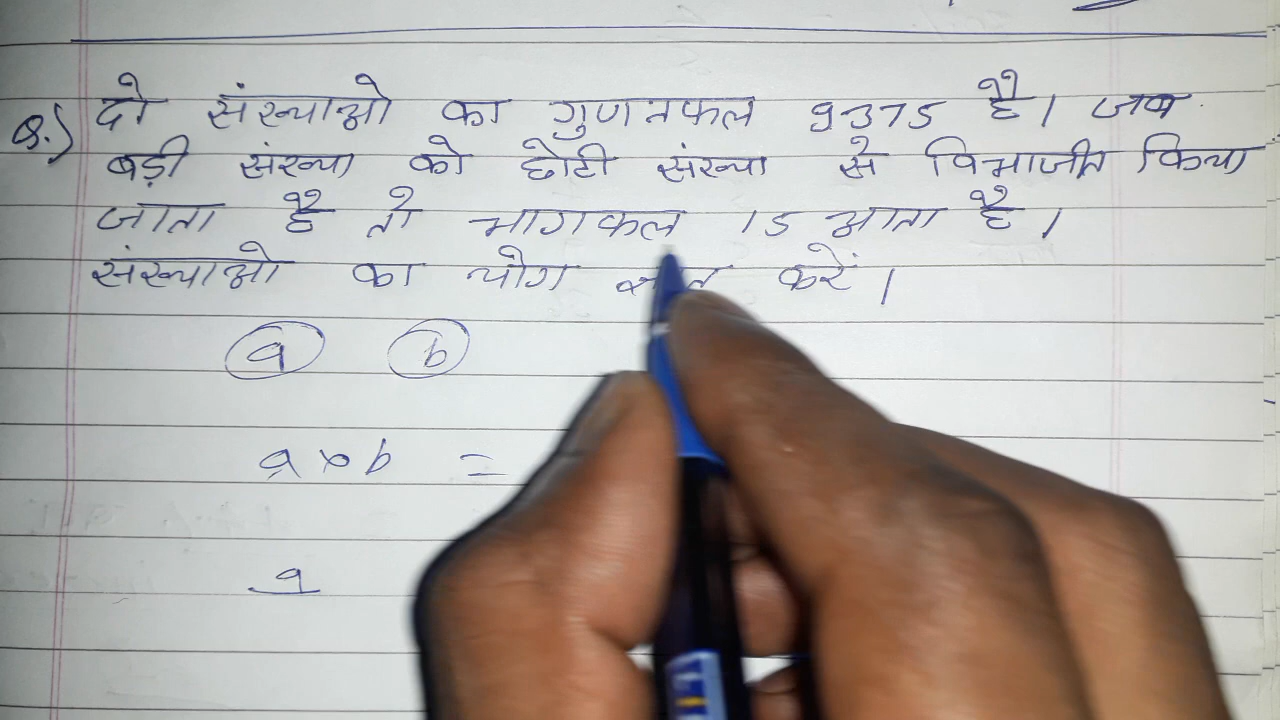 Q.) दो संख्याओ का गुणनफल 9375 है। जब
बड़ी संख्या को छोटी संख्या से विभाजीत किया
जाता है तो भागफल 15 आता है।
संख्याओ का योग करें।
a b
a x b =
a